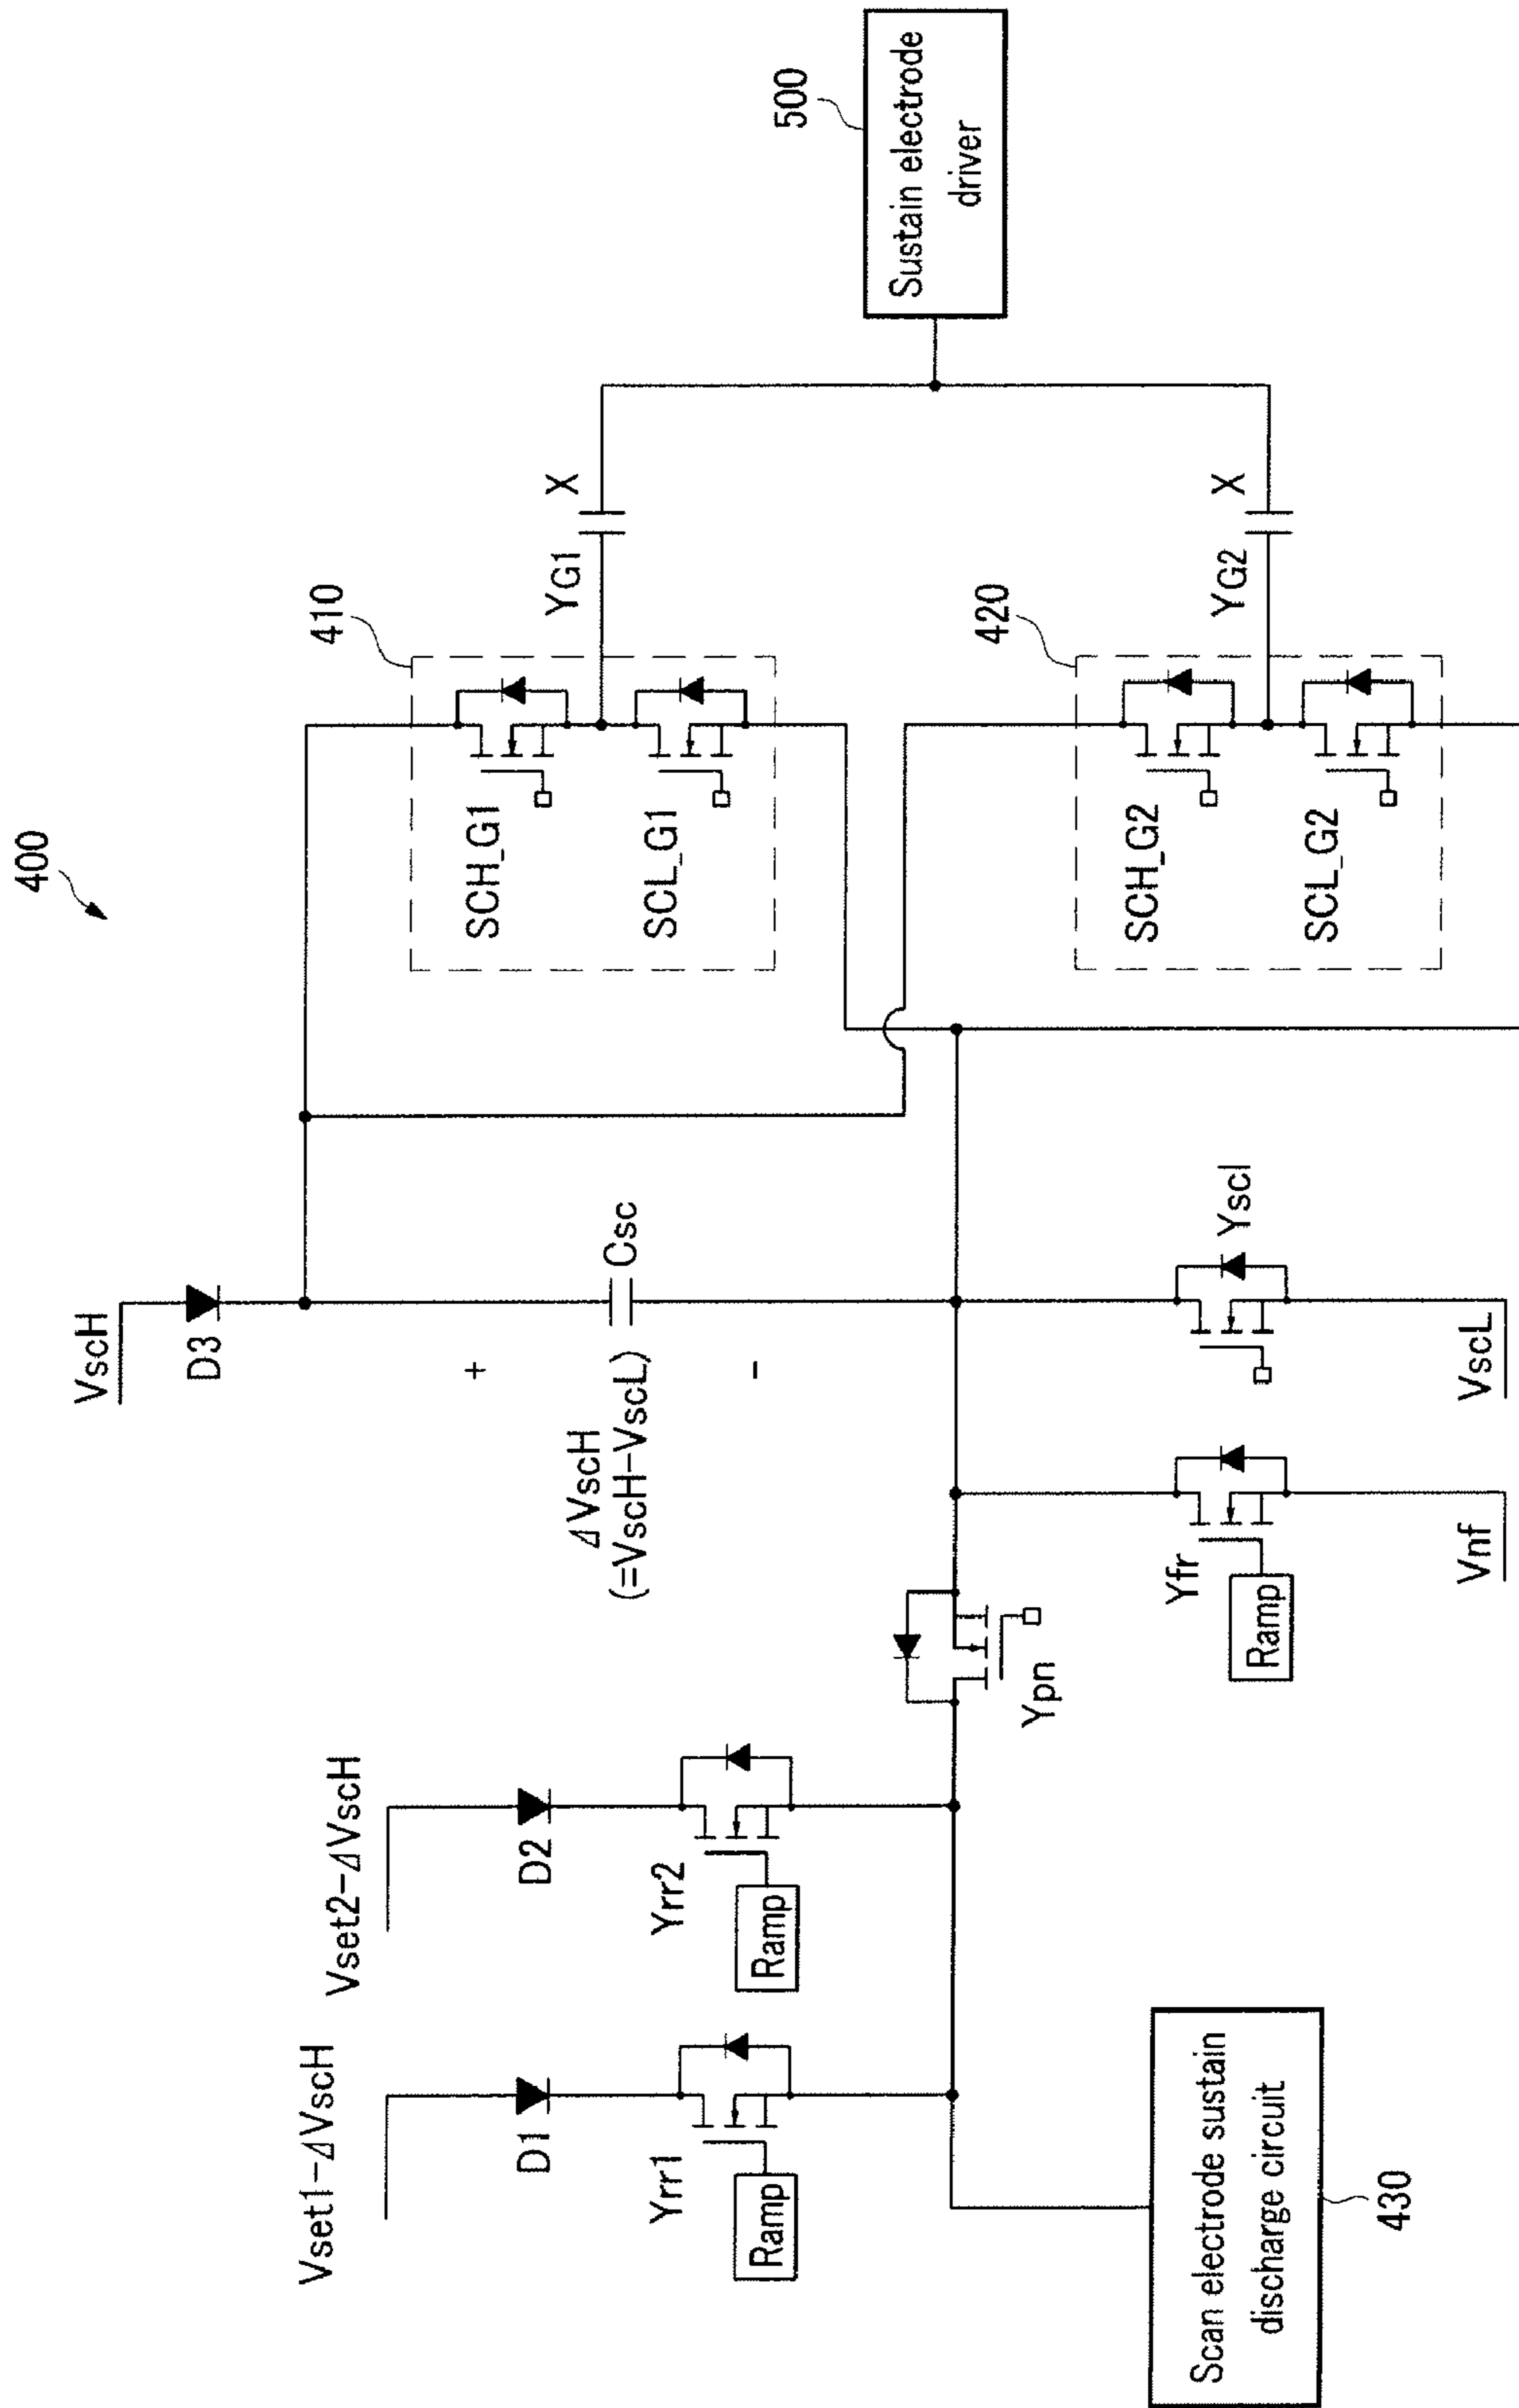 400
VscH
D3
+
ΔVscH
(=VscH-VscL)
-
Csc
Vset1-ΔVscH
D1
Yrr1
Ramp
Vset2-ΔVscH
D2
Yrr2
Ramp
Ypn
Yfr
Ramp
Vnf
Yscl
VscL
Scan electrode sustain
discharge circuit
430
410
SCH_G1
SCL_G1
YG1
X
420
SCH_G2
SCL_G2
YG2
X
500
Sustain electrode
driver